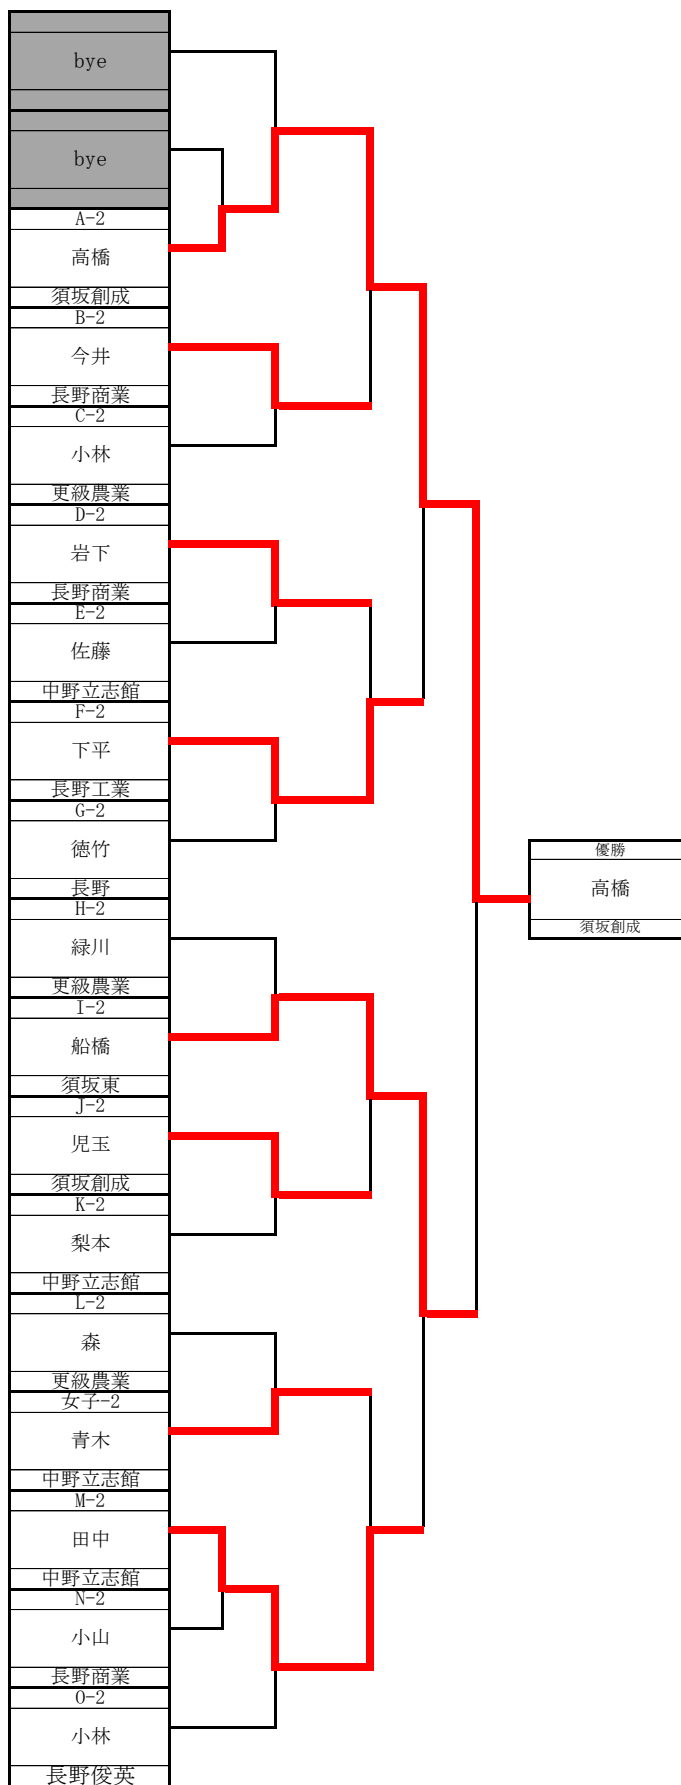 bye
bye
A-2
高橋
須坂創成
B-2
今井
長野商業
C-2
小林
更級農業
D-2
岩下
長野商業
E-2
佐藤
中野立志館
F-2
下平
長野工業
G-2
徳竹
長野
H-2
緑川
更級農業
I-2
船橋
須坂東
J-2
児玉
須坂創成
K-2
梨本
中野立志館
L-2
森
更級農業
女子-2
青木
中野立志館
M-2
田中
中野立志館
N-2
小山
長野商業
O-2
小林
長野俊英
優勝
高橋
須坂創成